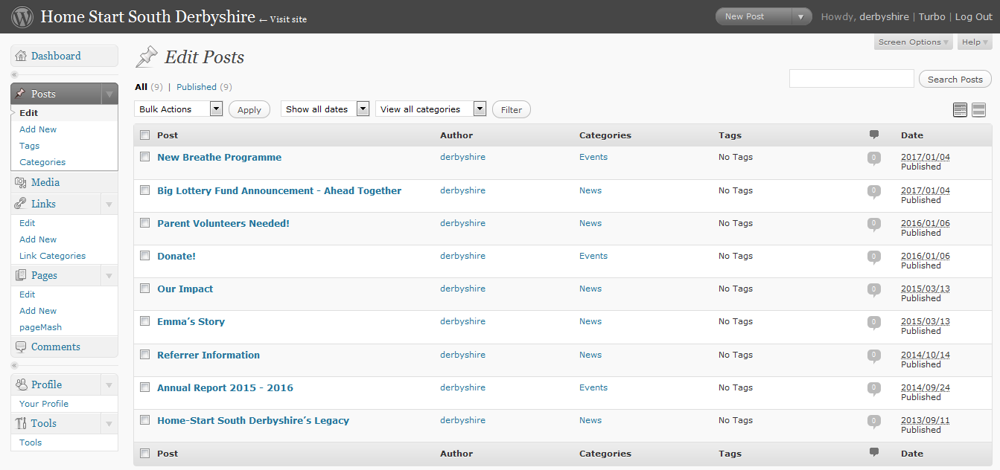 Home Start South Derbyshire ← Visit site
New Post Howdy, derbyshire | Turbo | Log Out
Screen Options Help
Dashboard
Posts
Edit
Add New
Tags
Categories
Media
Links
Edit
Add New
Link Categories
Pages
Edit
Add New
pageMash
Comments
Profile
Your Profile
Tools
Tools
Edit Posts
All (9) | Published (9)
Search Posts
Bulk Actions Apply Show all dates View all categories Filter
Post Author Categories Tags Date
New Breathe Programme derbyshire Events No Tags 0 2017/01/04
Published
Big Lottery Fund Announcement - Ahead Together derbyshire News No Tags 0 2017/01/04
Published
Parent Volunteers Needed! derbyshire News No Tags 0 2016/01/06
Published
Donate! derbyshire Events No Tags 0 2016/01/06
Published
Our Impact derbyshire News No Tags 0 2015/03/13
Published
Emma's Story derbyshire News No Tags 0 2015/03/13
Published
Referrer Information derbyshire News No Tags 0 2014/10/14
Published
Annual Report 2015 - 2016 derbyshire Events No Tags 0 2014/09/24
Published
Home-Start South Derbyshire's Legacy derbyshire News No Tags 0 2013/09/11
Published
Post Author Categories Tags Date